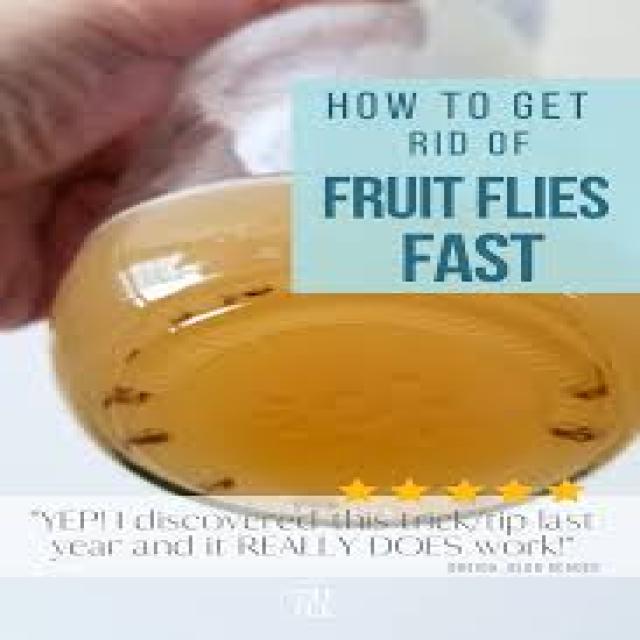 HOW TO GET
RID OF
FRUIT FLIES
FAST
"YEP! I discovered this trick/tip last
year and it REALLY DOES work!"